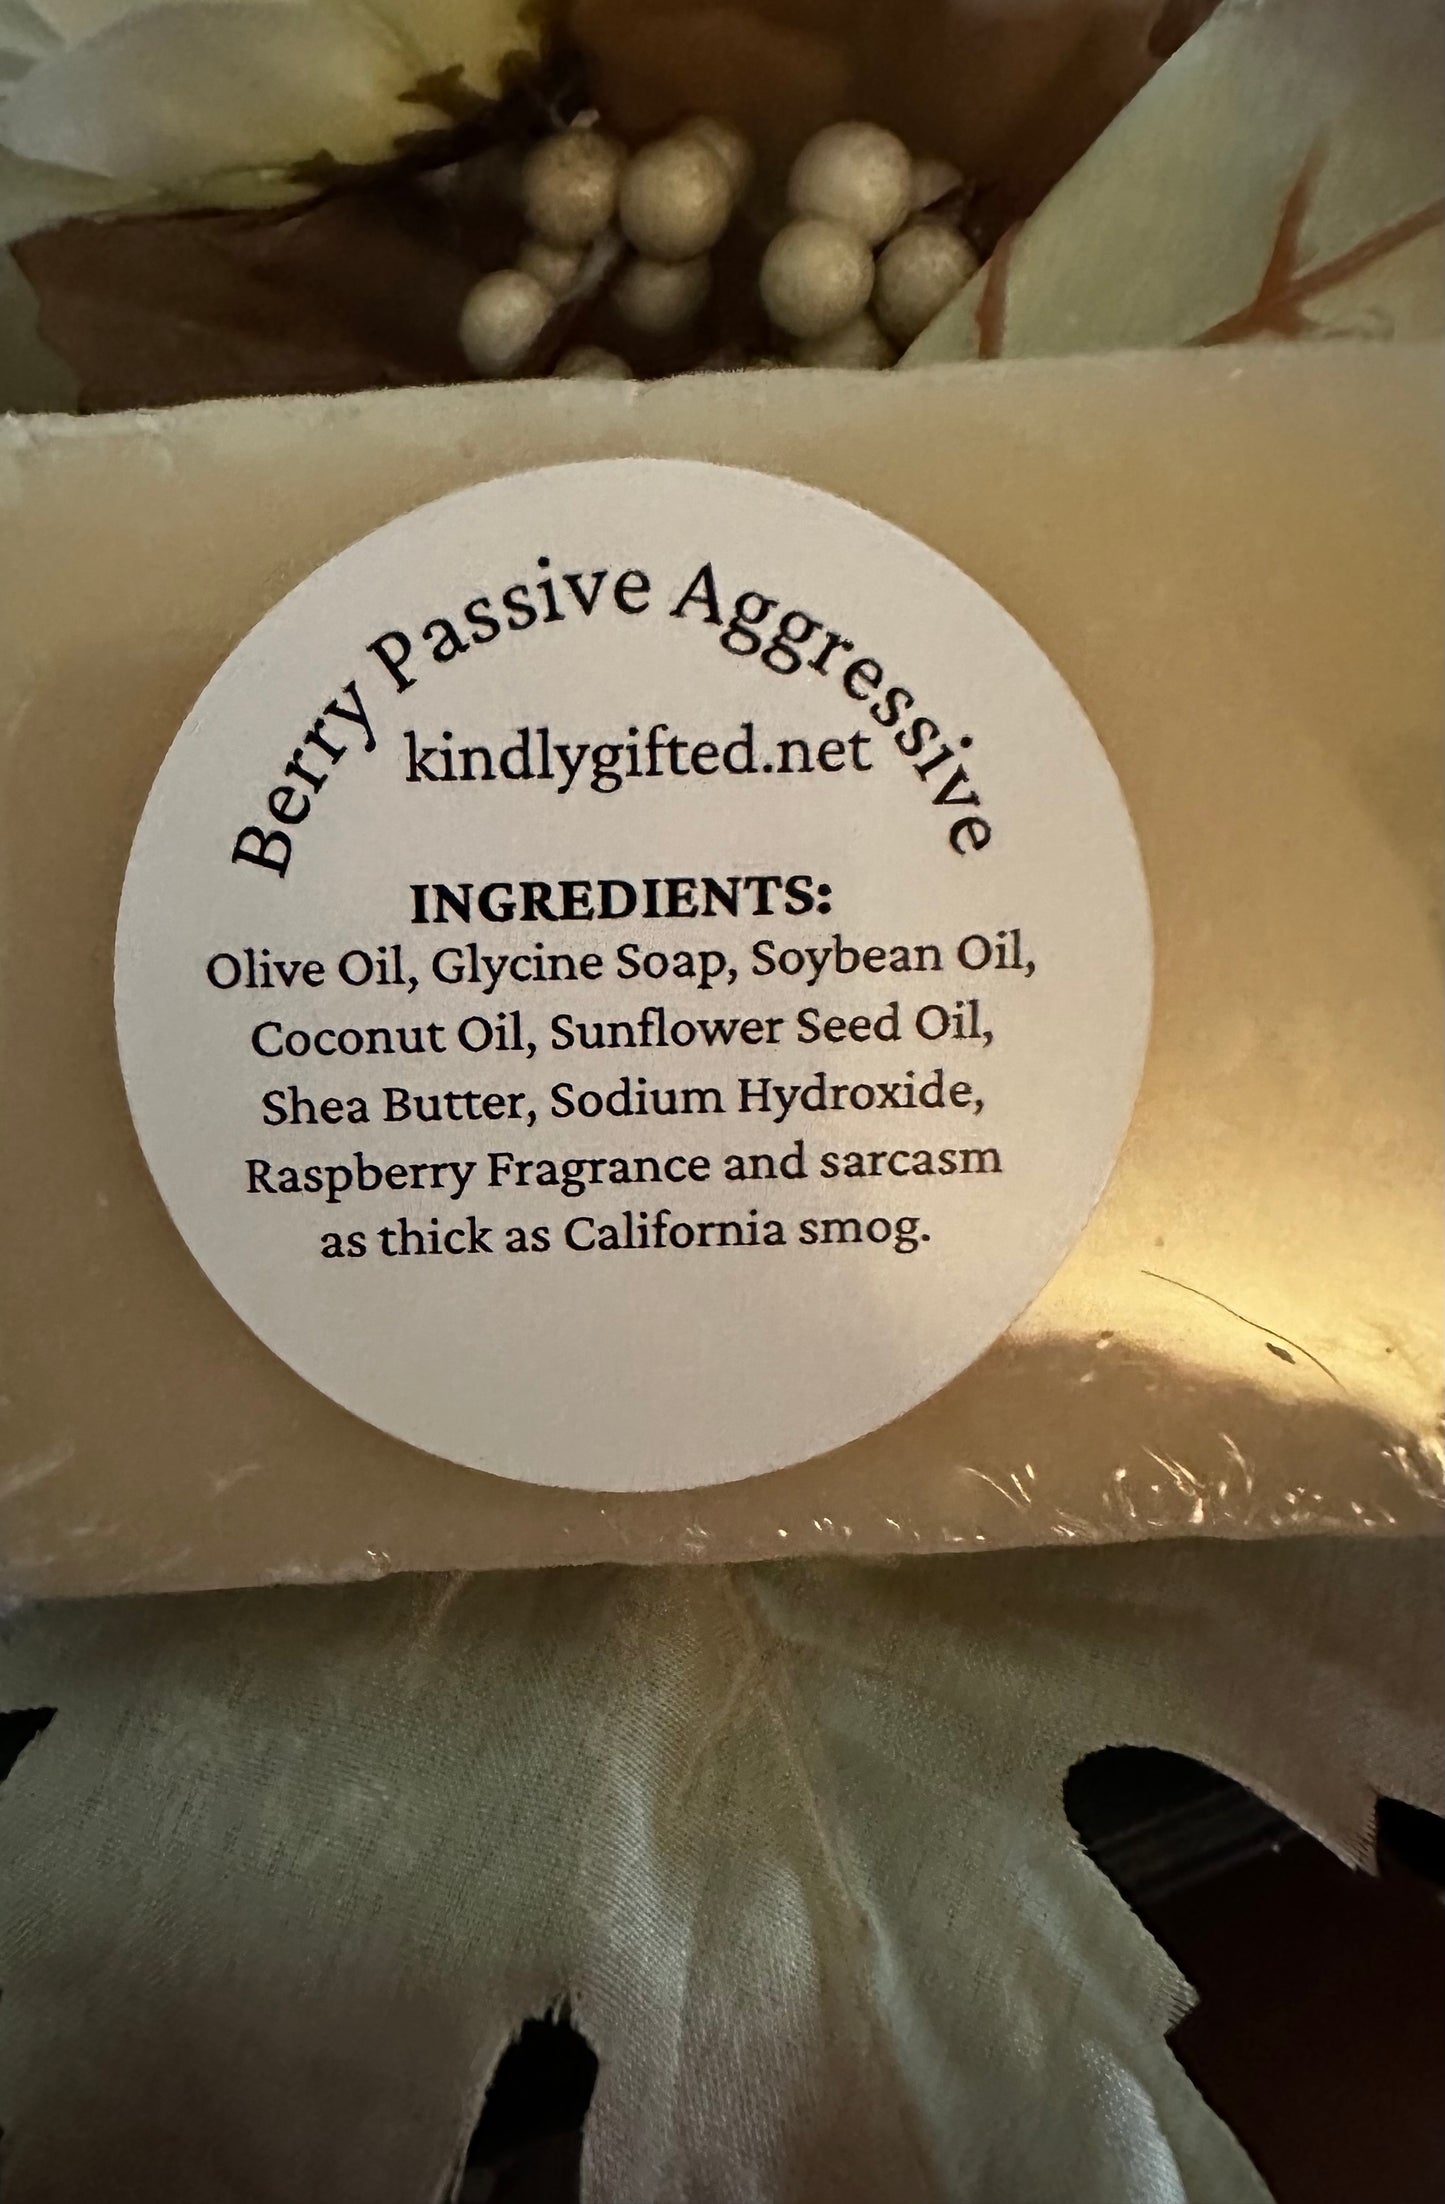 Berry Passive Aggressive
kindlygifted.net
INGREDIENTS:
Olive Oil, Glycine Soap, Soybean Oil,
Coconut Oil, Sunflower Seed Oil,
Shea Butter, Sodium Hydroxide,
Raspberry Fragrance and sarcasm
as thick as California smog.